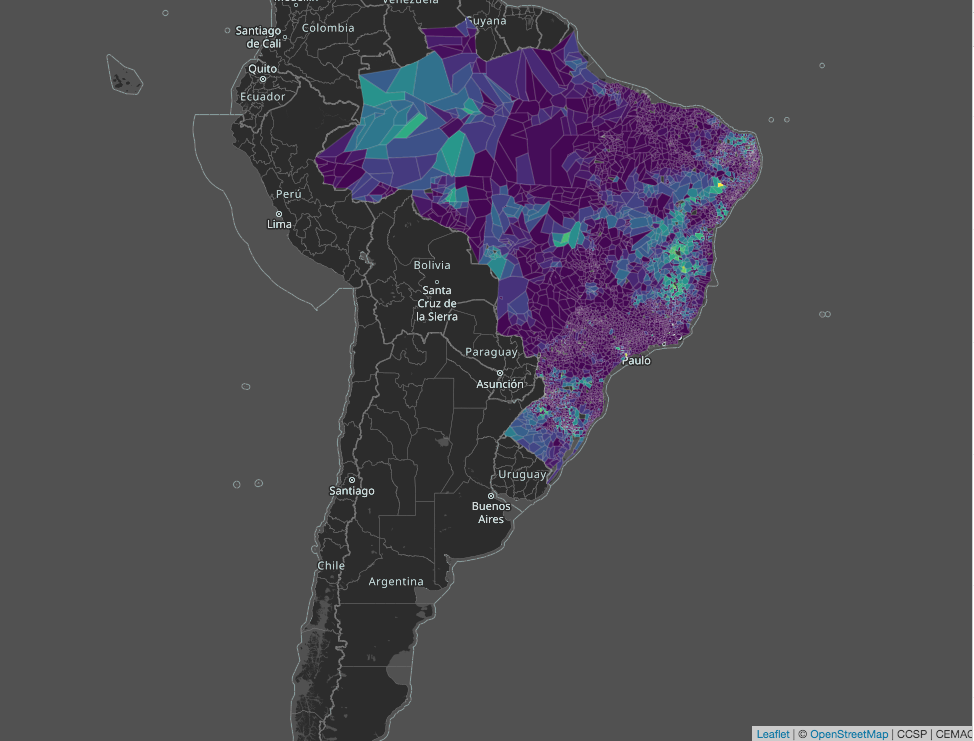 Venezuela
Guyana
Santiago
de Cali
Colombia
Quito
Ecuador
Perú
Lima
Bolivia
Santa
Cruz de
la Sierra
Paraguay
Paulo
Asunción
Uruguay
Santiago
Buenos
Aires
Chile
Argentina
Leaflet | © OpenStreetMap | CCSP | CEMAC